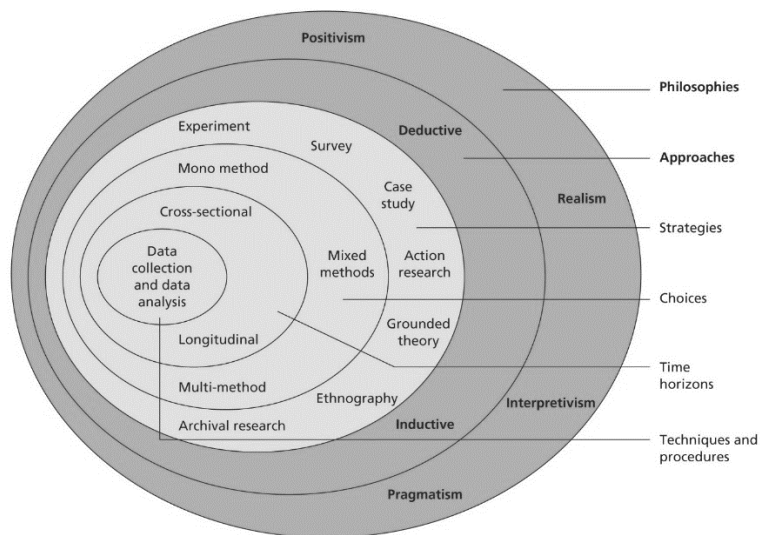 Positivism
Philosophies
Experiment
Survey
Deductive
Approaches
Mono method
Case
study
Realism
Cross-sectional
Strategies
Data
collection
and data
analysis
Mixed
methods
Action
research
Choices
Grounded
theory
Longitudinal
Time
horizons
Multi-method
Ethnography
Interpretivism
Archival research
Inductive
Techniques and
procedures
Pragmatism